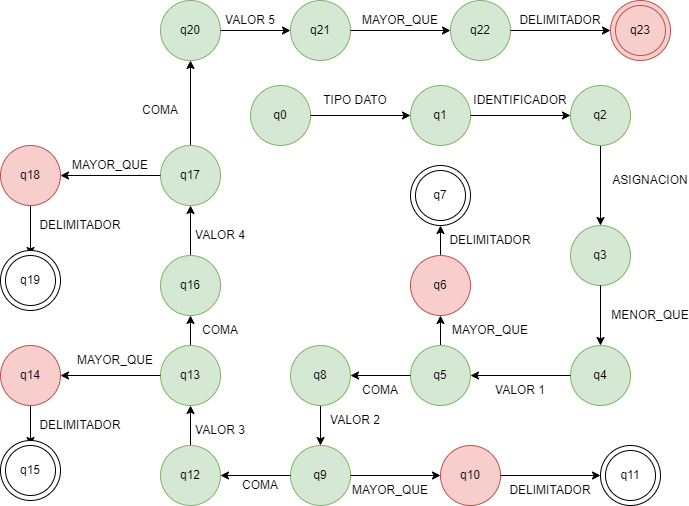 q20
VALOR 5
q21
MAYOR_QUE
q22
DELIMITADOR
q23
COMA
q0
TIPO DATO
q1
IDENTIFICADOR
q2
q18
MAYOR_QUE
q17
ASIGNACION
q7
DELIMITADOR
VALOR 4
DELIMITADOR
q3
q19
q16
q6
MENOR_QUE
COMA
MAYOR_QUE
q14
MAYOR_QUE
q13
q8
COMA
q5
VALOR 1
q4
DELIMITADOR
VALOR 3
VALOR 2
q15
q12
COMA
q9
MAYOR_QUE
q10
DELIMITADOR
q11